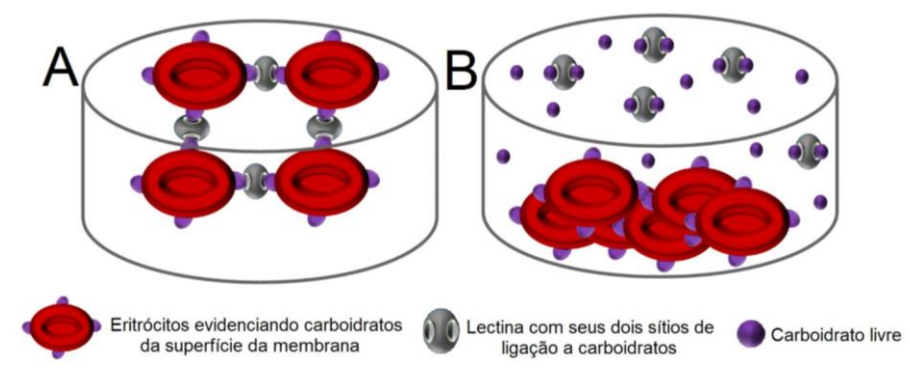 A
B
Eritrócitos evidenciando carboidratos
da superfície da membrana
Lectina com seus dois sítios de
ligação a carboidratos
Carboidrato livre